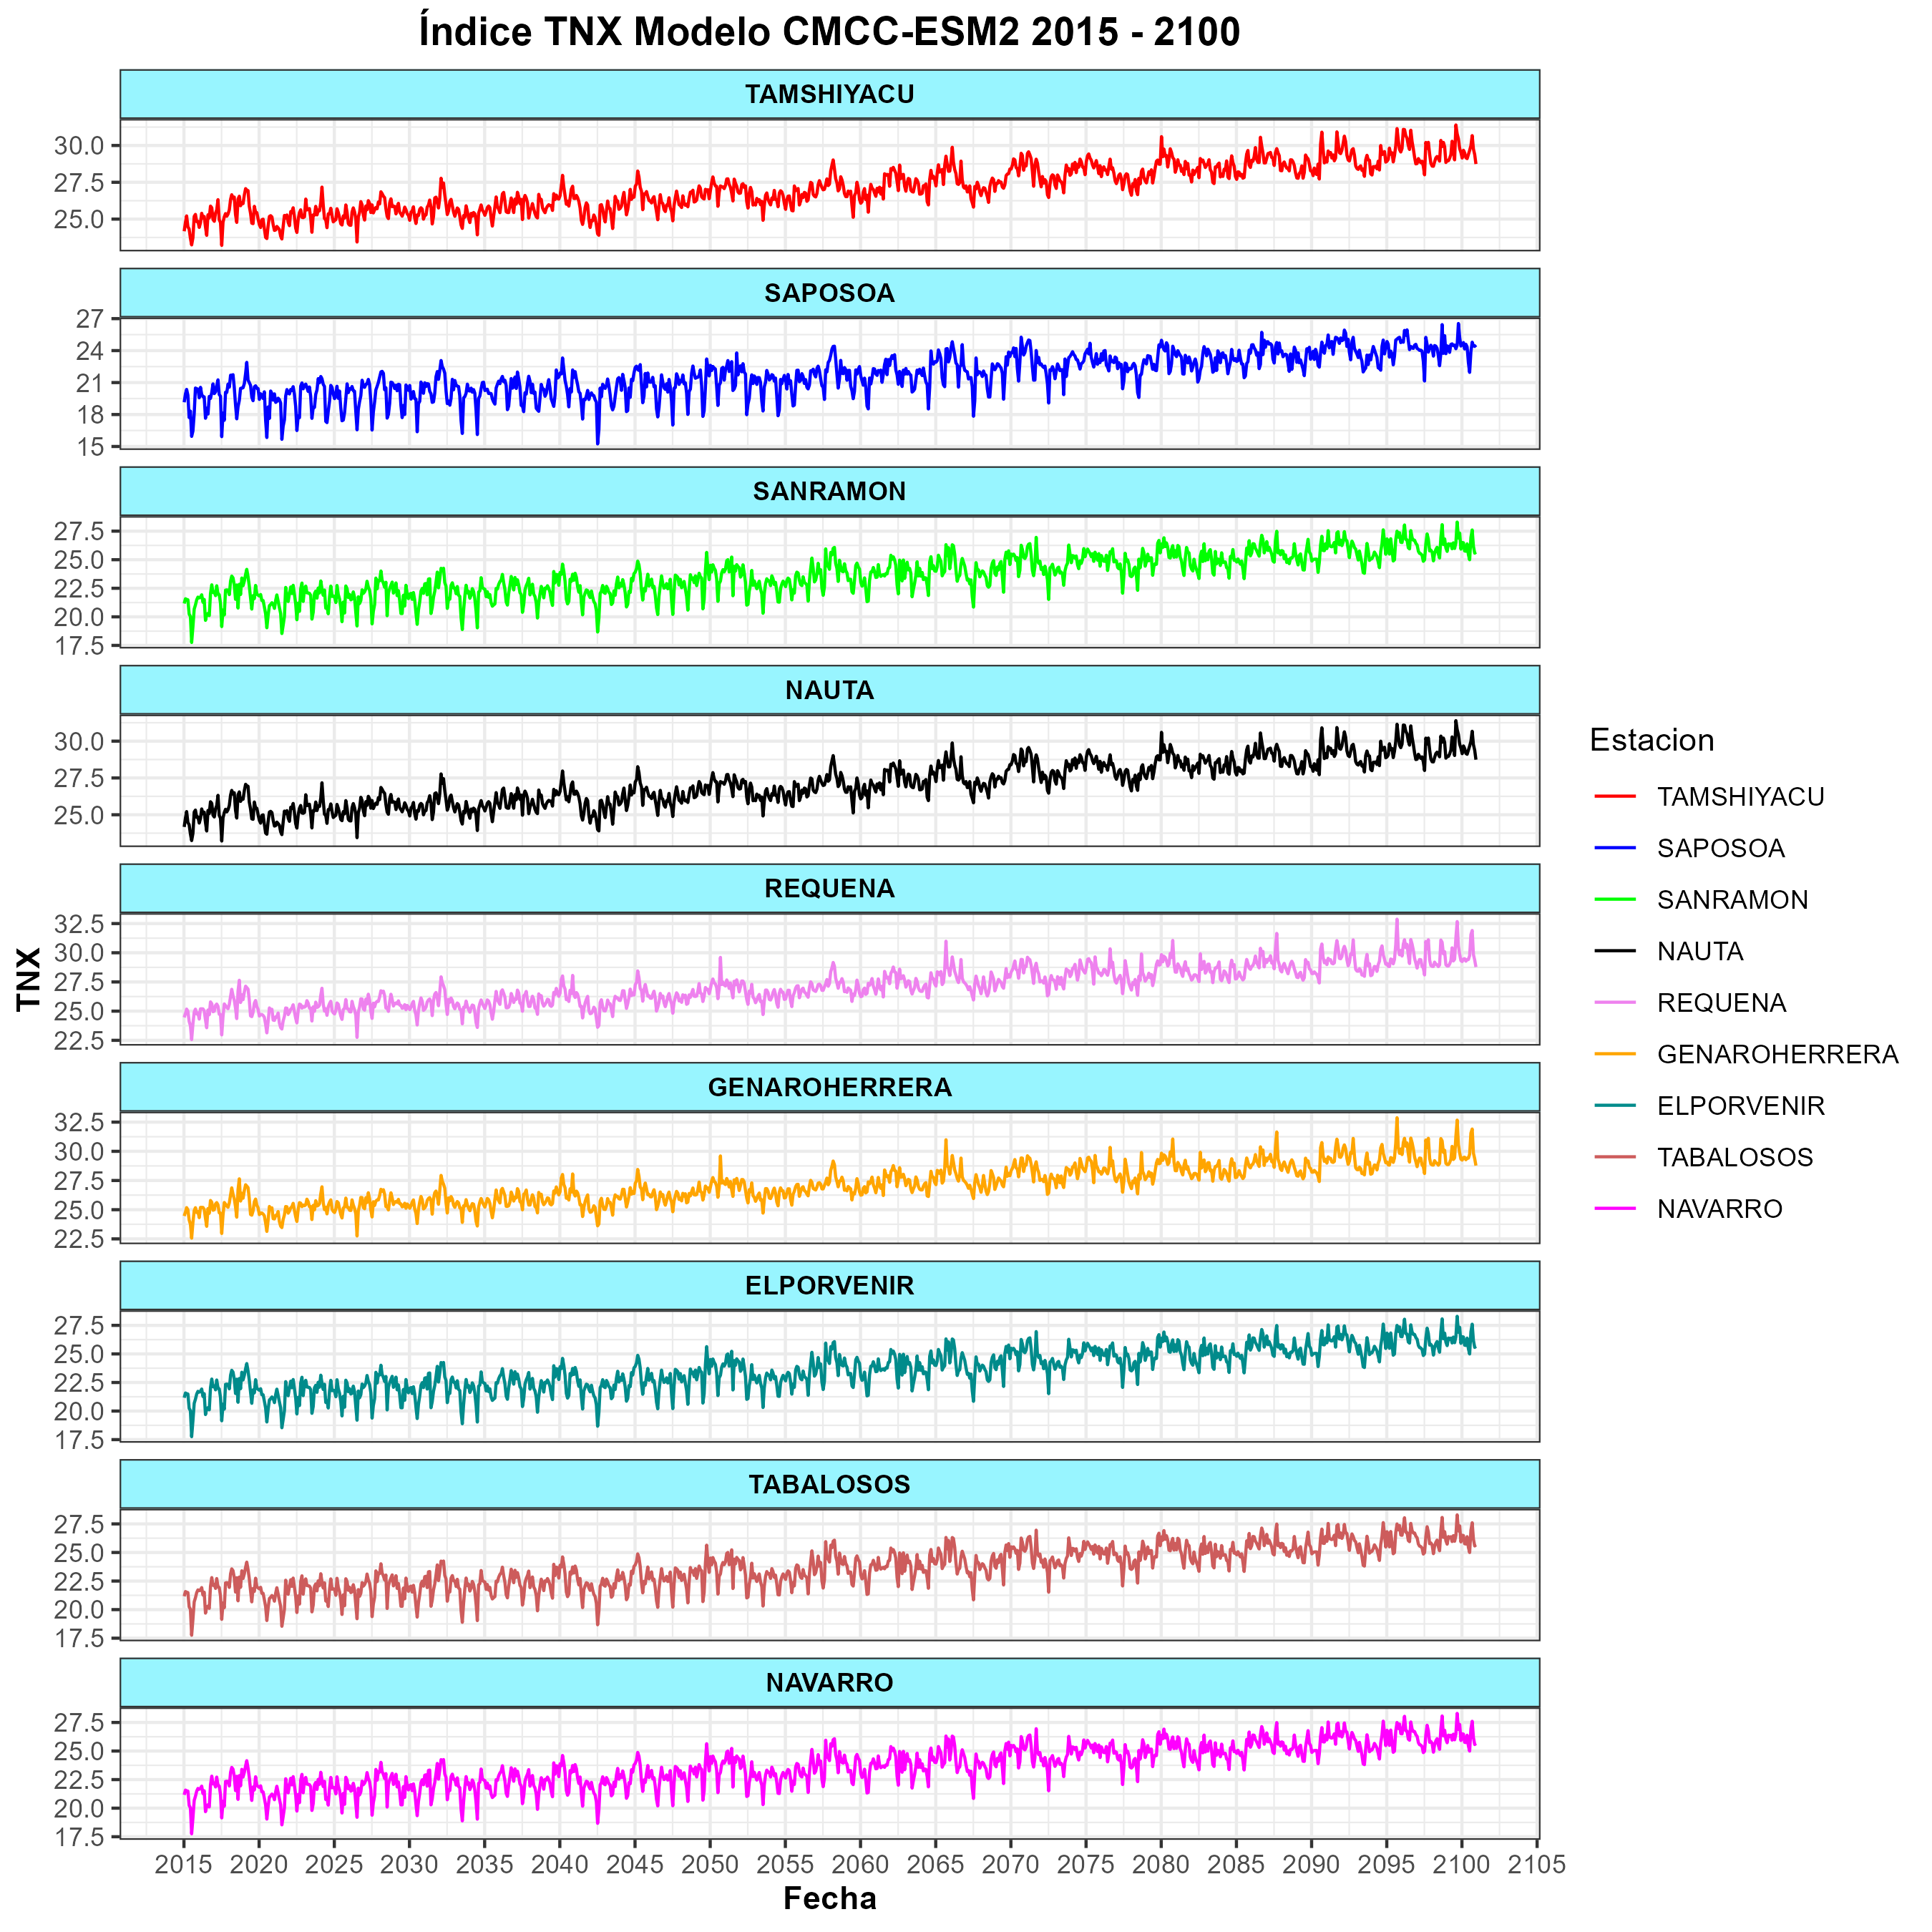 Índice TNX Modelo CMCC-ESM2 2015 - 2100
TAMSHIYACU
30.0
27.5
25.0
SAPOSOA
27
24
21
18
15
SANRAMON
27.5
25.0
22.5
20.0
17.5
NAUTA
30.0
27.5
25.0
REQUENA
32.5
30.0
27.5
25.0
22.5
GENAROHERRERA
32.5
30.0
27.5
25.0
22.5
ELPORVENIR
27.5
25.0
22.5
20.0
17.5
TABALOSOS
27.5
25.0
22.5
20.0
17.5
NAVARRO
27.5
25.0
22.5
20.0
17.5
2015 2020 2025 2030 2035 2040 2045 2050 2055 2060 2065 2070 2075 2080 2085 2090 2095 2100 2105
Fecha
TNX
Estacion
TAMSHIYACU
SAPOSOA
SANRAMON
NAUTA
REQUENA
GENAROHERRERA
ELPORVENIR
TABALOSOS
NAVARRO